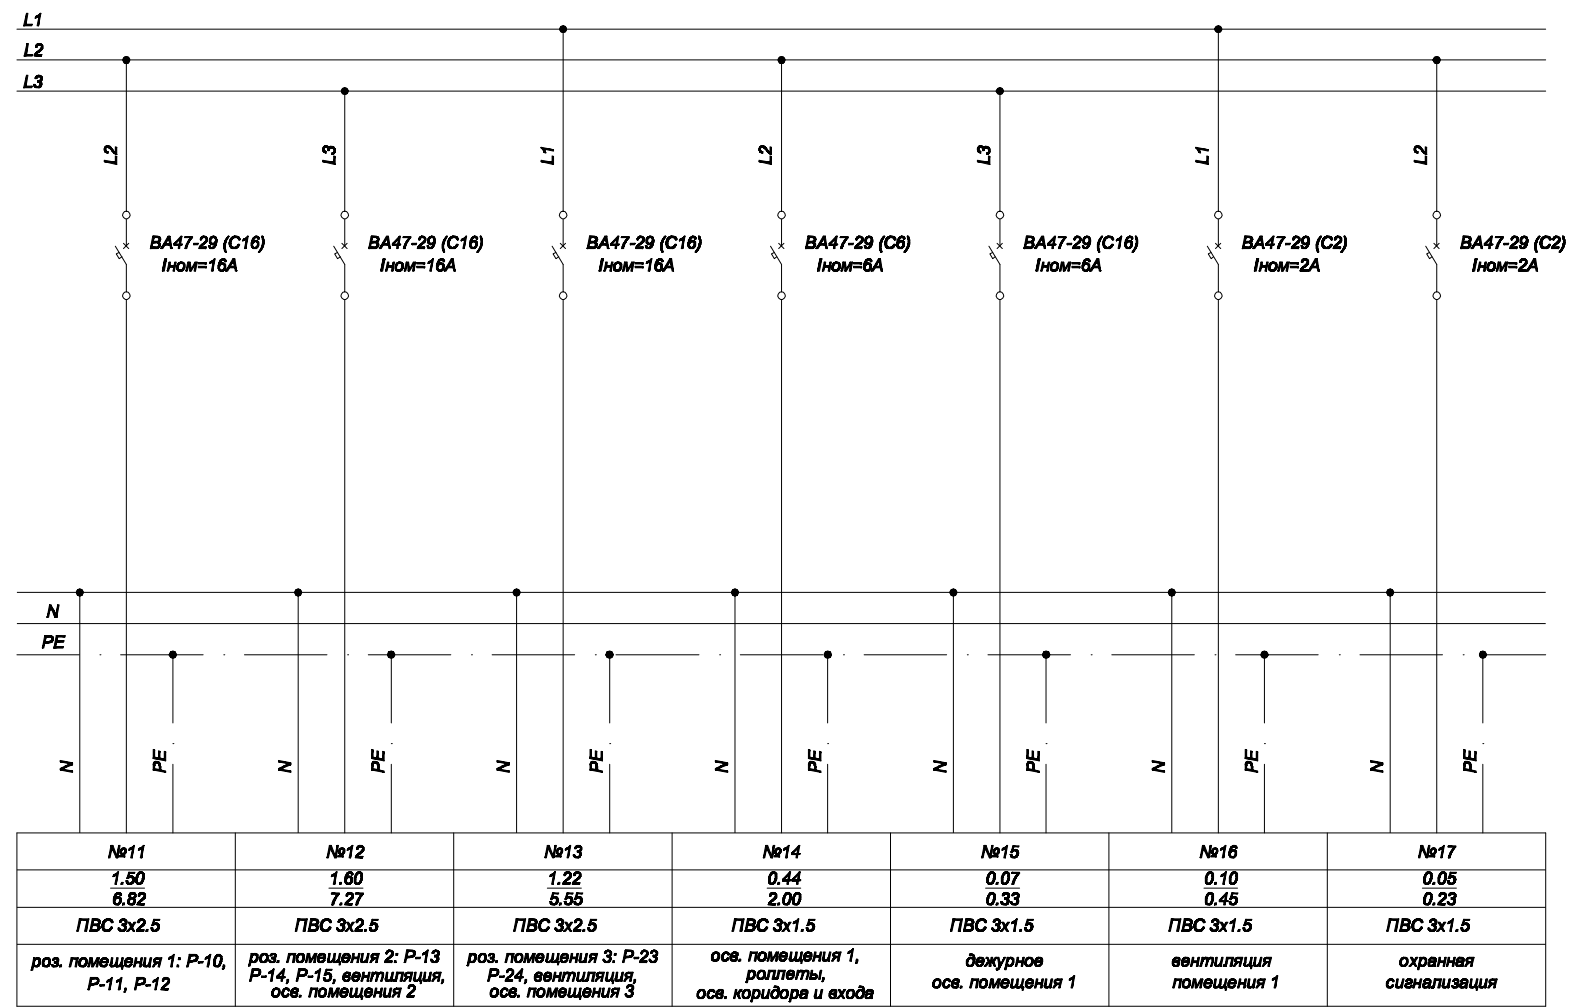 L1
L2
L3
L2
L3
L1
L2
L3
L1
L2
ВА47-29 (С16)
Iном=16А
ВА47-29 (С16)
Iном=16А
ВА47-29 (С16)
Iном=16А
ВА47-29 (С6)
Iном=6А
ВА47-29 (С16)
Iном=6А
ВА47-29 (С2)
Iном=2А
ВА47-29 (С2)
Iном=2А
N
PE
N
PE
N
PE
N
PE
N
PE
N
PE
N
PE
N
PE
№11
№12
№13
№14
№15
№16
№17
1.50
6.82
1.60
7.27
1.22
5.55
0.44
2.00
0.07
0.33
0.10
0.45
0.05
0.23
ПВС 3х2.5
ПВС 3х2.5
ПВС 3х2.5
ПВС 3х1.5
ПВС 3х1.5
ПВС 3х1.5
ПВС 3х1.5
роз. помещения 1: Р-10,
Р-11, Р-12
роз. помещения 2: Р-13
Р-14, Р-15, вентиляция,
осв. помещения 2
роз. помещения 3: Р-23
Р-24, вентиляция,
осв. помещения 3
осв. помещения 1,
роллеты,
осв. коридора и входа
дежурное
осв. помещения 1
вентиляция
помещения 1
охранная
сигнализация